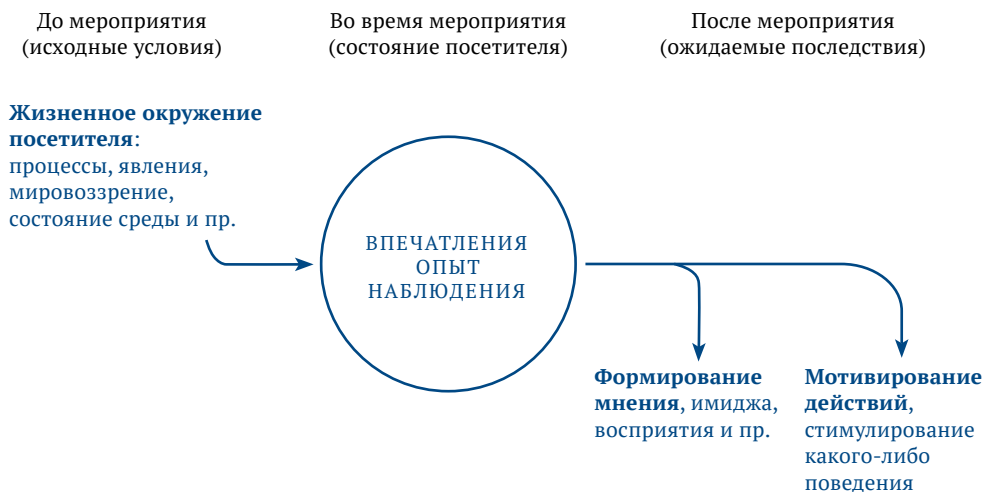 До мероприятия
(исходные условия)
Во время мероприятия
(состояние посетителя)
После мероприятия
(ожидаемые последствия)
Жизненное окружение
посетителя:
процессы, явления,
мировоззрение,
состояние среды и пр.
ВПЕЧАТЛЕНИЯ
ОПЫТ
НАБЛЮДЕНИЯ
Формирование
мнения, имиджа,
восприятия и пр.
Мотивирование
действий,
стимулирование
какого-либо
поведения